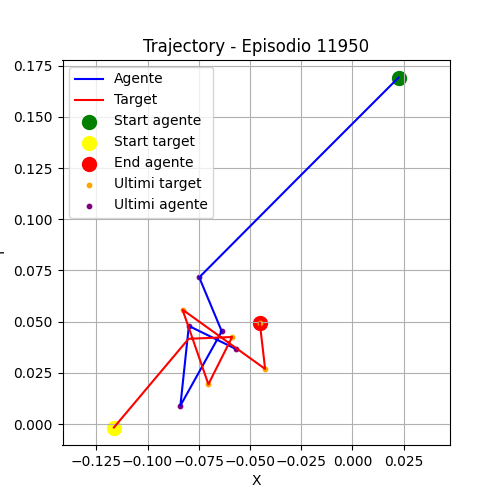 Trajectory - Episodio 11950
Agente
Target
Start agente
Start target
End agente
Ultimi target
Ultimi agente
0.175
0.150
0.125
0.100
0.075
0.050
0.025
0.000
−0.125 −0.100 −0.075 −0.050 −0.025 0.000 0.025
X